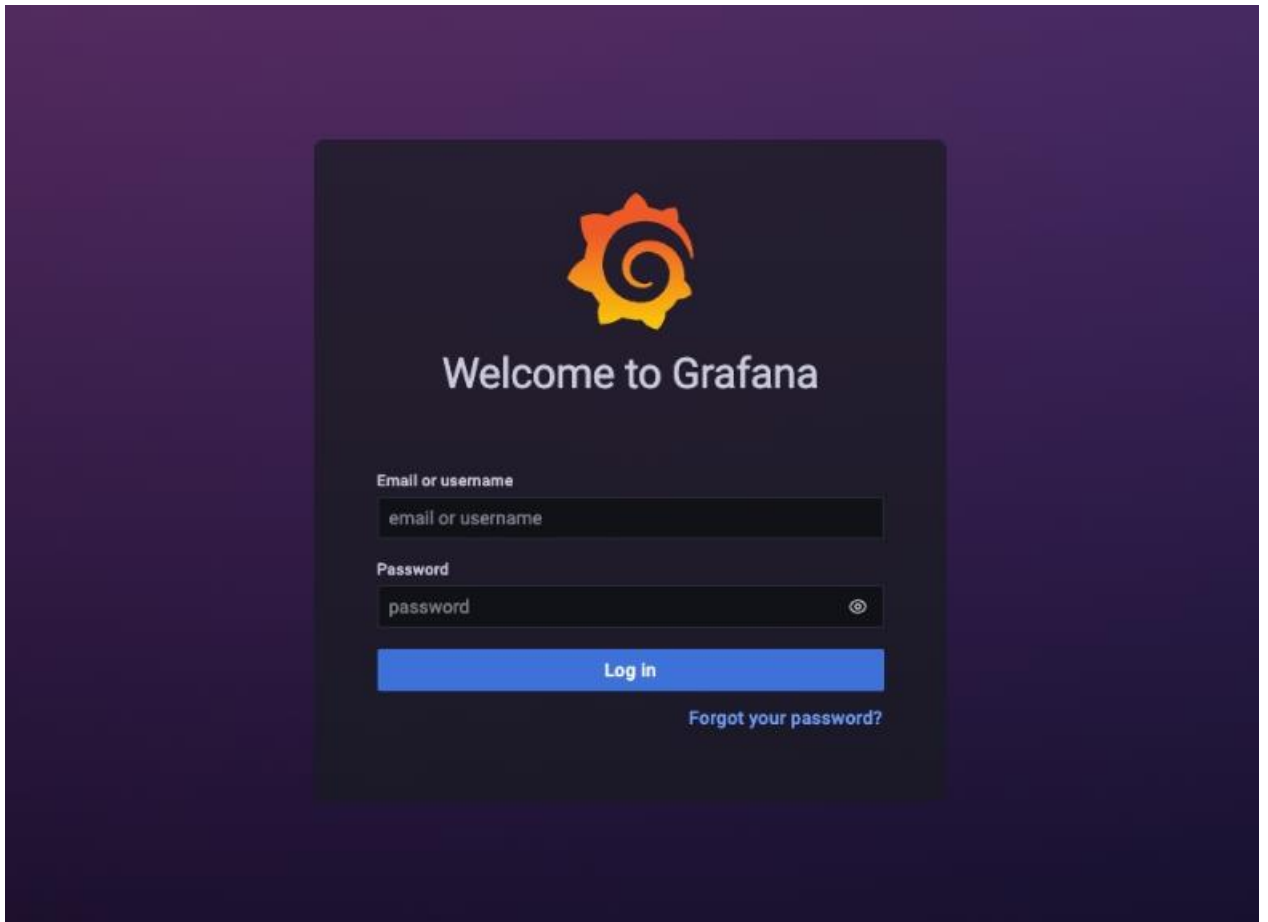 Welcome to Grafana
Email or username
email or username
Password
password
Log in
Forgot your password?